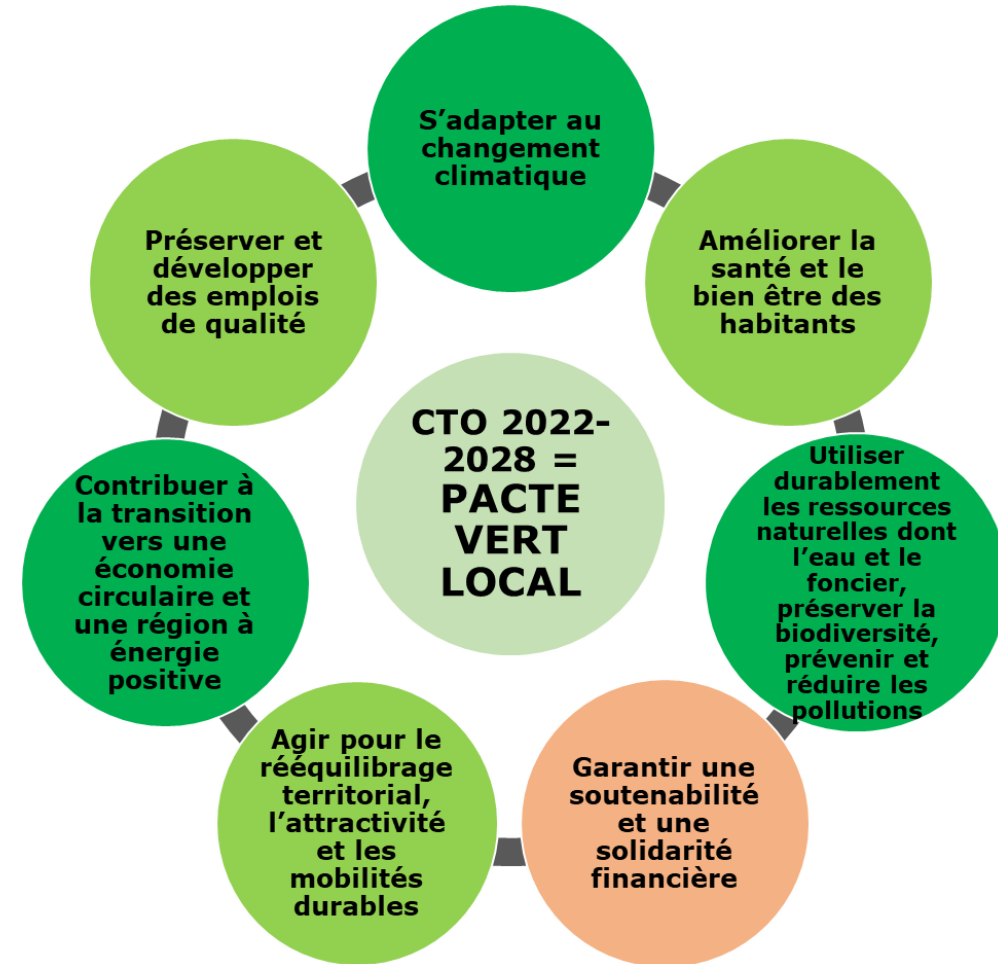 S’adapter au
changement
climatique
Améliorer la
santé et le
bien être des
habitants
Utiliser
durablement
les ressources
naturelles dont
l’eau et le
foncier,
préserver la
biodiversité,
prévenir et
réduire les
pollutions
Garantir une
soutenabilité
et une
solidarité
financière
Agir pour le
rééquilibrage
territorial,
l’attractivité
et les
mobilités
durables
Contribuer à
la transition
vers une
économie
circulaire et
une région à
énergie
positive
Préserver et
développer
des emplois
de qualité
CTO 2022-
2028 =
PACTE
VERT
LOCAL